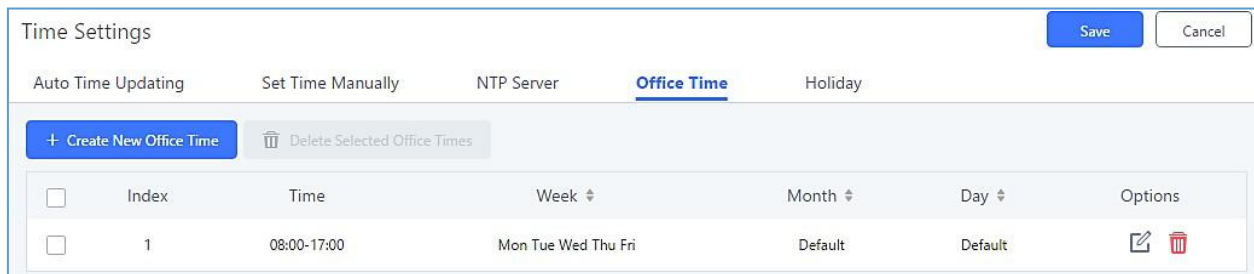 Time Settings Save Cancel
Auto Time Updating Set Time Manually NTP Server Office Time Holiday
+ Create New Office Time Delete Selected Office Times
Index Time Week Month Day Options
1 08:00-17:00 Mon Tue Wed Thu Fri Default Default